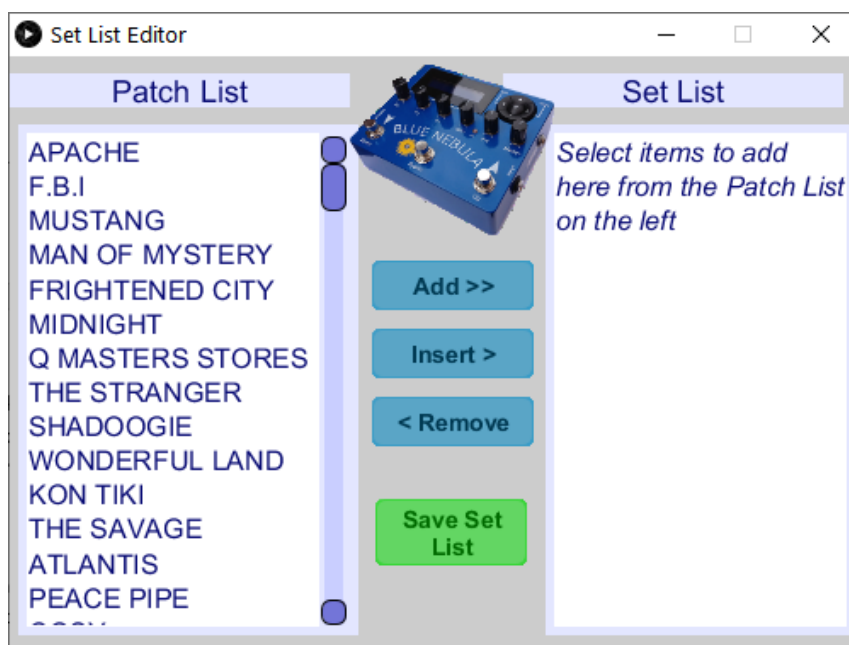 Set List Editor
Patch List
Set List
BLUE NEBULA
APACHE
F.B.I
MUSTANG
MAN OF MYSTERY
FRIGHTENED CITY
MIDNIGHT
Q MASTERS STORES
THE STRANGER
SHADOOGIE
WONDERFUL LAND
KON TIKI
THE SAVAGE
ATLANTIS
PEACE PIPE
Add >>
Insert >
< Remove
Save Set
List
Select items to add
here from the Patch List
on the left